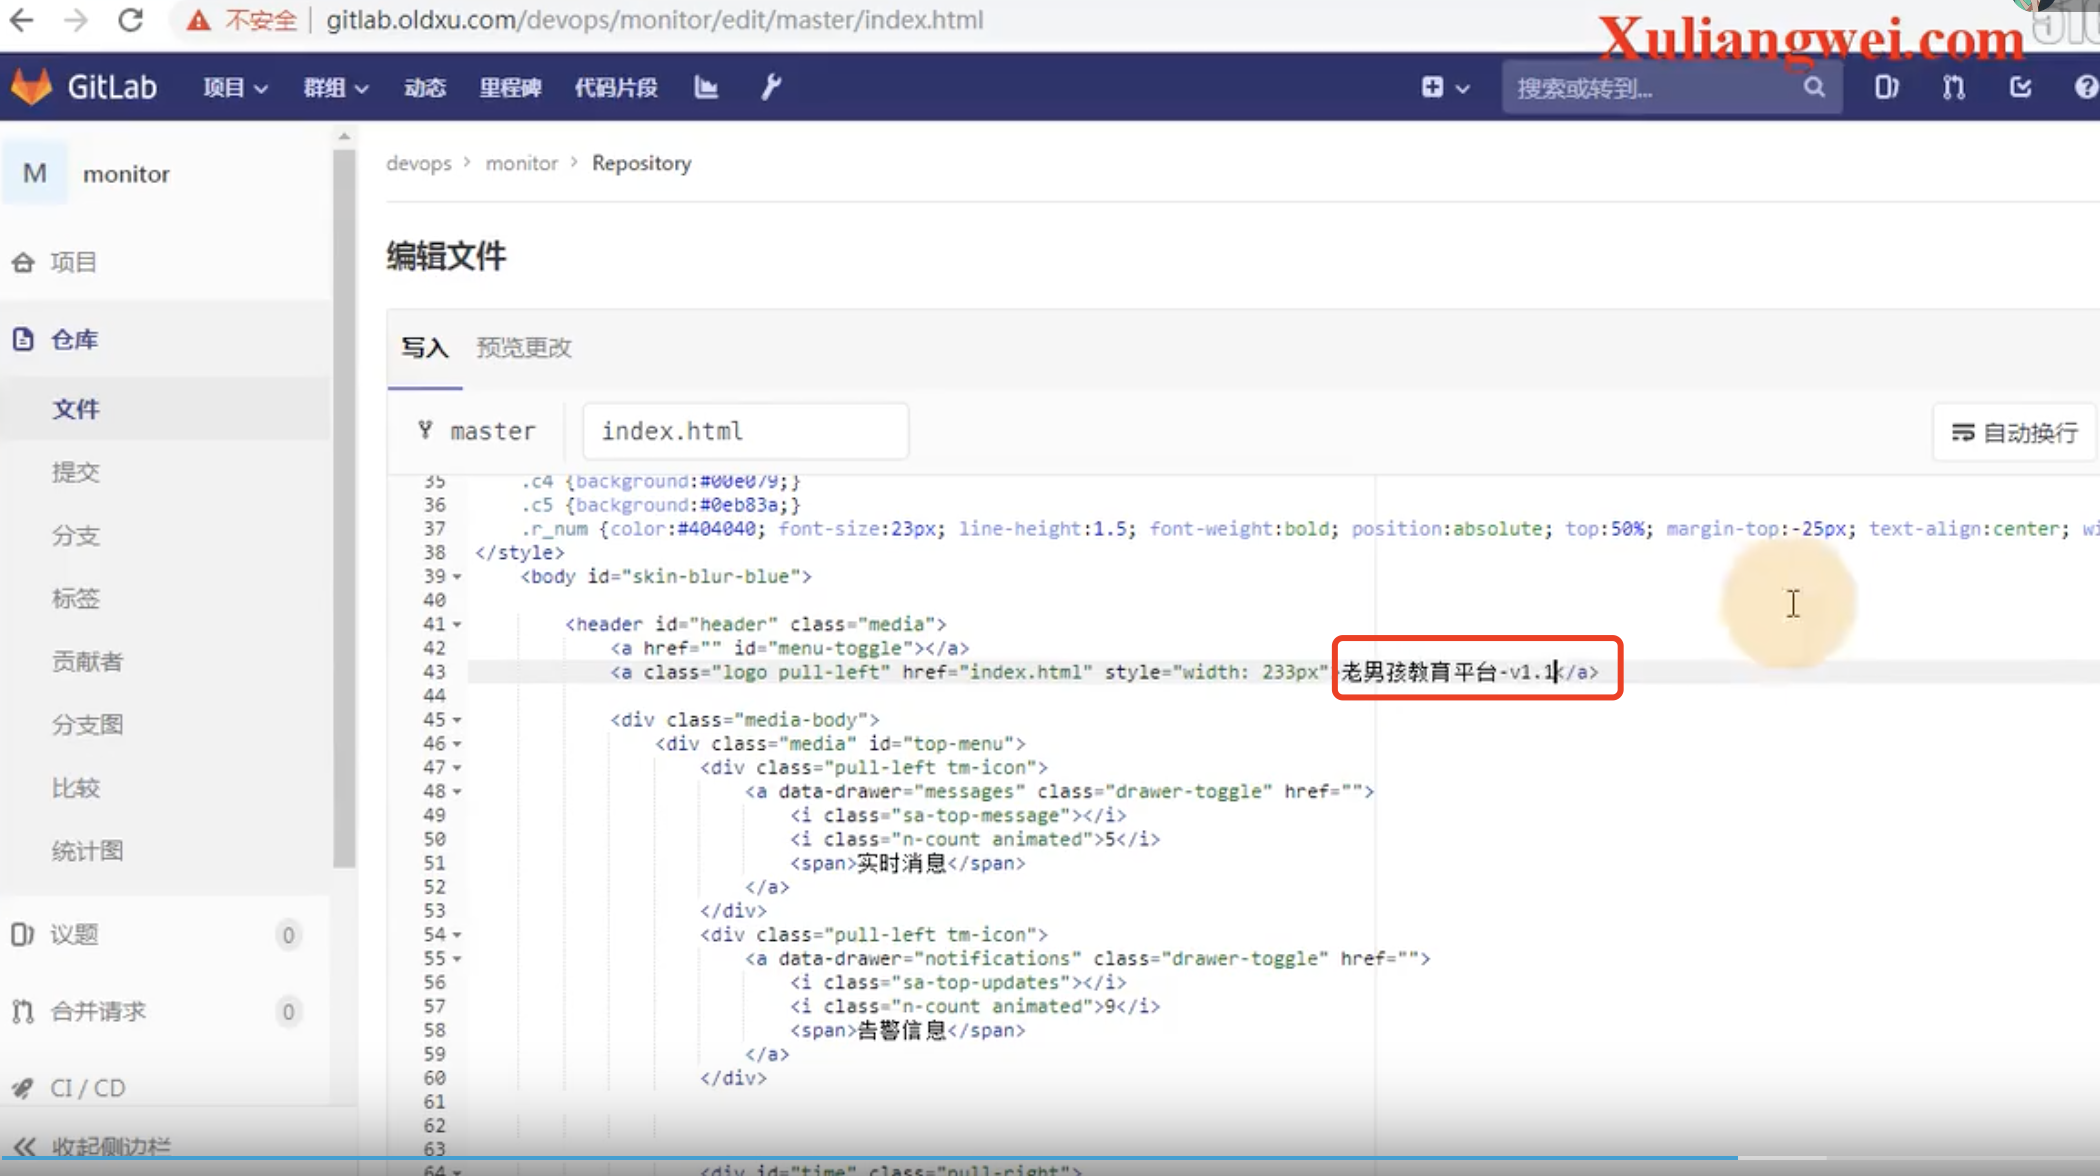 不安全 gitlab.oldxu.com/devops/monitor/edit/master/index.html
Xuliangwei.com
GitLab 项目 群组 动态 里程碑 代码片段 搜索或转到...
M monitor
项目
仓库
文件
提交
分支
标签
贡献者
分支图
比较
统计图
议题 0
合并请求 0
CI / CD
收起侧边栏
devops > monitor > Repository
编辑文件
写入 预览更改
master index.html 自动换行
35 .c4 {background:#00e079;}
36 .c5 {background:#0eb83a;}
37 .r_num {color:#404040; font-size:23px; line-height:1.5; font-weight:bold; position:absolute; top:50%; margin-top:-25px; text-align:center; wi
38 </style>
39 <body id="skin-blur-blue">
40
41 <header id="header" class="media">
42 <a href="" id="menu-toggle"></a>
43 <a class="logo pull-left" href="index.html" style="width: 233px">老男孩教育平台-v1.1</a>
44
45 <div class="media-body">
46 <div class="media" id="top-menu">
47 <div class="pull-left tm-icon">
48 <a data-drawer="messages" class="drawer-toggle" href="">
49 <i class="sa-top-message"></i>
50 <i class="n-count animated">5</i>
51 <span>实时消息</span>
52 </a>
53 </div>
54 <div class="pull-left tm-icon">
55 <a data-drawer="notifications" class="drawer-toggle" href="">
56 <i class="sa-top-updates"></i>
57 <i class="n-count animated">9</i>
58 <span>告警信息</span>
59 </a>
60 </div>
61
62
63
64 <div id="time" class="pull-right">